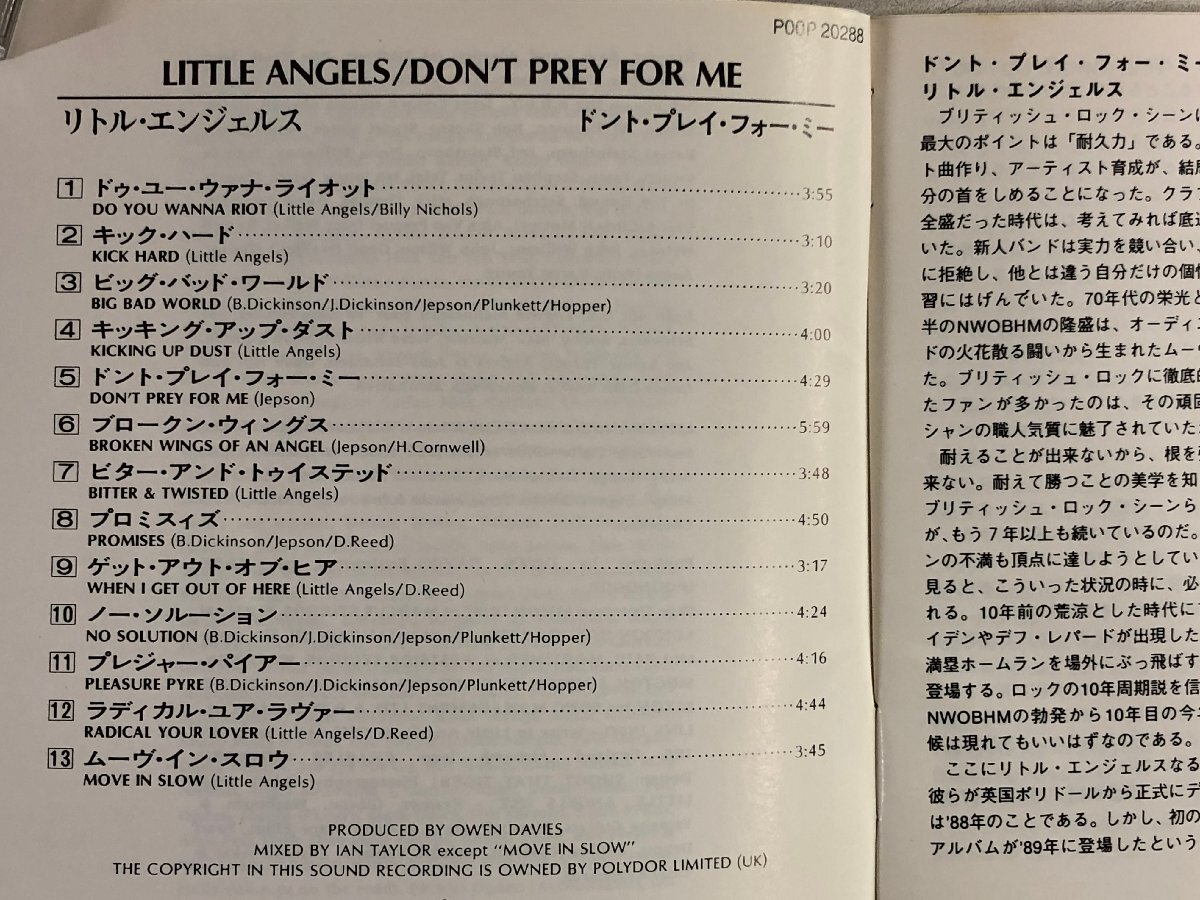 POOP 20288
LITTLE ANGELS/DON'T PREY FOR ME
リトル・エンジェルス ドント・プレイ・フォー・ミー
1 ドゥ・ユー・ウァナ・ライオット 3:55
DO YOU WANNA RIOT (Little Angels/Billy Nichols)
2 キック・ハード 3:10
KICK HARD (Little Angels)
3 ビッグ・バッド・ワールド 3:20
BIG BAD WORLD (B.Dickinson/J.Dickinson/Jepson/Plunkett/Hopper)
4 キッキング・アップ・ダスト 4:00
KICKING UP DUST (Little Angels)
5 ドント・プレイ・フォー・ミー 4:29
DON'T PREY FOR ME (Jepson)
6 ブロークン・ウィングス 5:59
BROKEN WINGS OF AN ANGEL (Jepson/H.Cornwell)
7 ビター・アンド・トゥイステッド 3:48
BITTER & TWISTED (Little Angels)
8 プロミスィズ 4:50
PROMISES (B.Dickinson/Jepson/D.Reed)
9 ゲット・アウト・オブ・ヒア 3:17
WHEN I GET OUT OF HERE (Little Angels/D.Reed)
10 ノー・ソルーション 4:24
NO SOLUTION (B.Dickinson/J.Dickinson/Jepson/Plunkett/Hopper)
11 プレジャー・パイアー 4:16
PLEASURE PYRE (B.Dickinson/J.Dickinson/Jepson/Plunkett/Hopper)
12 ラディカル・ユア・ラヴァー 4:44
RADICAL YOUR LOVER (Little Angels/D.Reed)
13 ムーヴ・イン・スロウ 3:45
MOVE IN SLOW (Little Angels)
PRODUCED BY OWEN DAVIES
MIXED BY IAN TAYLOR except "MOVE IN SLOW"
THE COPYRIGHT IN THIS SOUND RECORDING IS OWNED BY POLYDOR LIMITED (UK)
ドント・プレイ・フォー・ミー
リトル・エンジェルス
ブリティッシュ・ロック・シーンに
最大のポイントは「耐久力」である。
ト曲作り、アーティスト育成が、結局
分の首をしめることになった。クラブ
全盛だった時代は、考えてみれば底辺
いた。新人バンドは実力を競い合い、
に拒絶し、他とは違う自分だけの個性
習にはげんでいた。70年代の栄光と
半のNWOBHMの隆盛は、オーディ
ドの火花散る闘いから生まれたムー
た。ブリティッシュ・ロックに徹底的
たファンが多かったのは、その頑固
シャンの職人気質に魅了されていた
耐えることが出来ないから、根を
来ない。耐えて勝つことの美学を知
ブリティッシュ・ロック・シーンら
が、もう7年以上も続いているのだ。
ンの不満も頂点に達しようとしてい
見ると、こういった状況の時に、必
れる。10年前の荒涼とした時代に
イデンやデフ・レパードが出現した
満塁ホームランを場外にぶっ飛ばす
登場する。ロックの10年周期説を信
NWOBHMの勃発から10年目の今
候は現れてもいいはずなのである。
ここにリトル・エンジェルスなる
彼らが英国ポリドールから正式にデ
は'88年のことである。しかし、初の
アルバムが'89年に登場したという